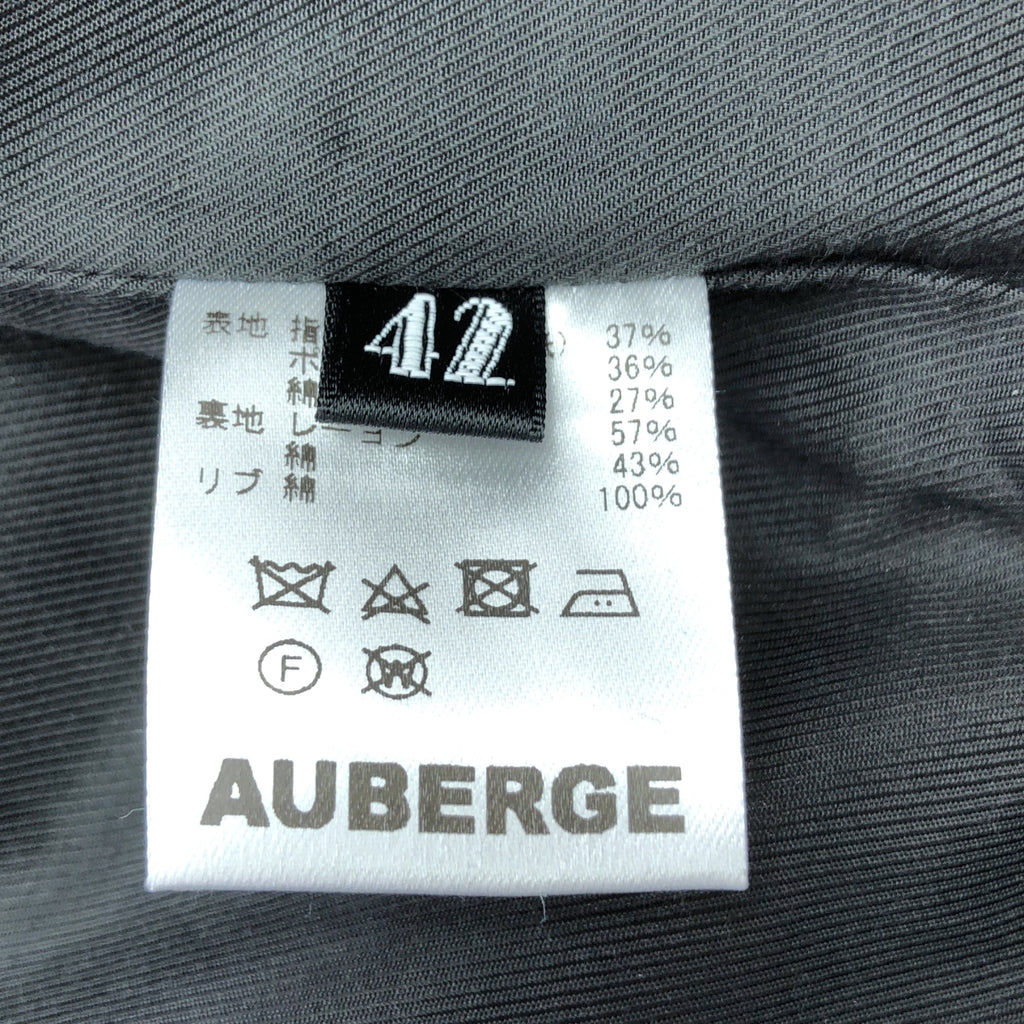 42
表地 指 37%
ポ 36%
綿 27%
裏地 レーヨン 57%
綿 43%
リブ 綿 100%
F
W
AUBERGE